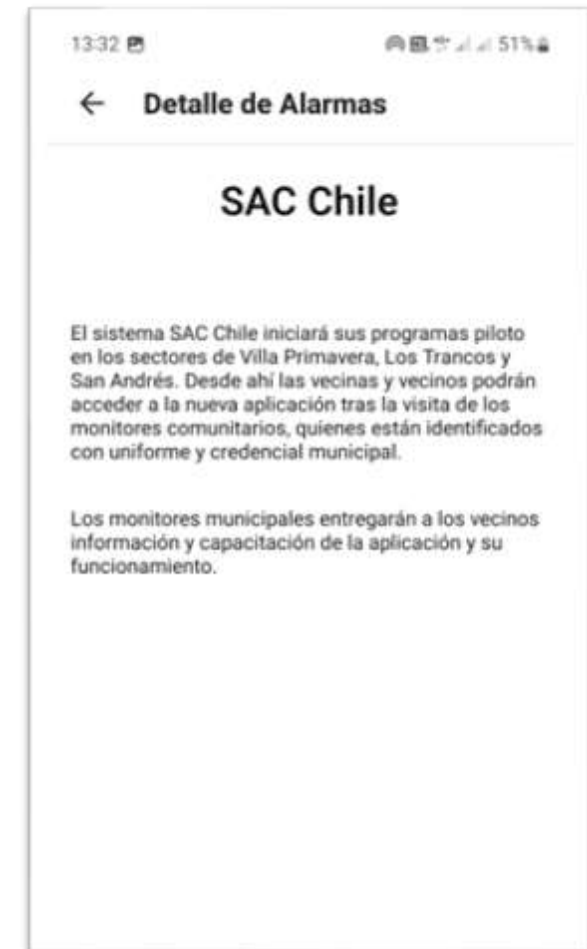 13:32
51%
Detalle de Alarmas
SAC Chile
El sistema SAC Chile iniciará sus programas piloto
en los sectores de Villa Primavera, Los Trancos y
San Andrés. Desde ahí las vecinas y vecinos podrán
acceder a la nueva aplicación tras la visita de los
monitores comunitarios, quienes están identificados
con uniforme y credencial municipal.
Los monitores municipales entregarán a los vecinos
información y capacitación de la aplicación y su
funcionamiento.